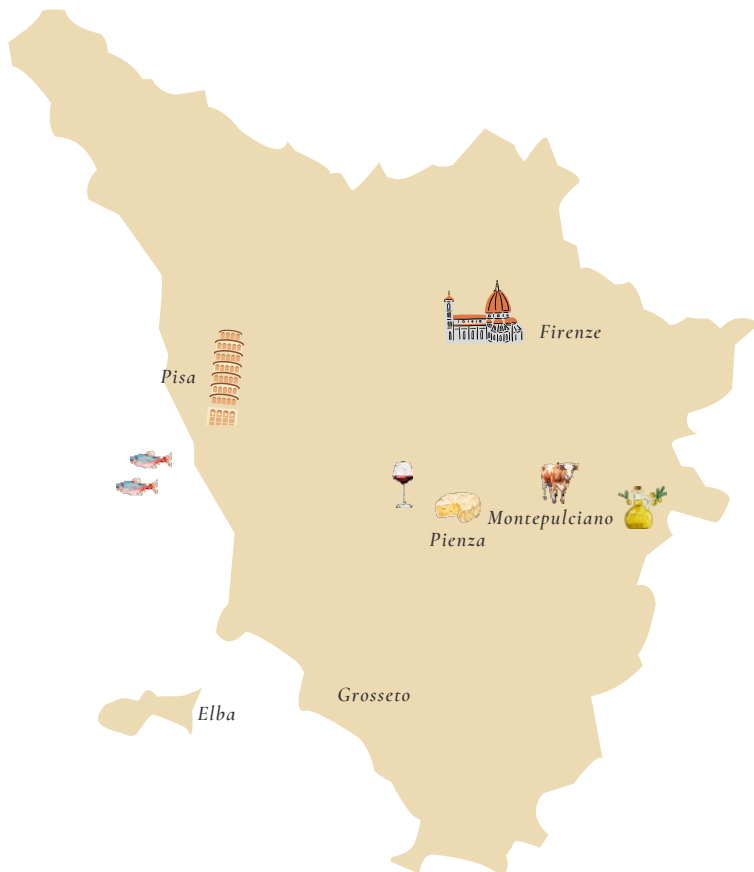 Firenze
Pisa
Montepulciano
Pienza
Grosseto
Elba